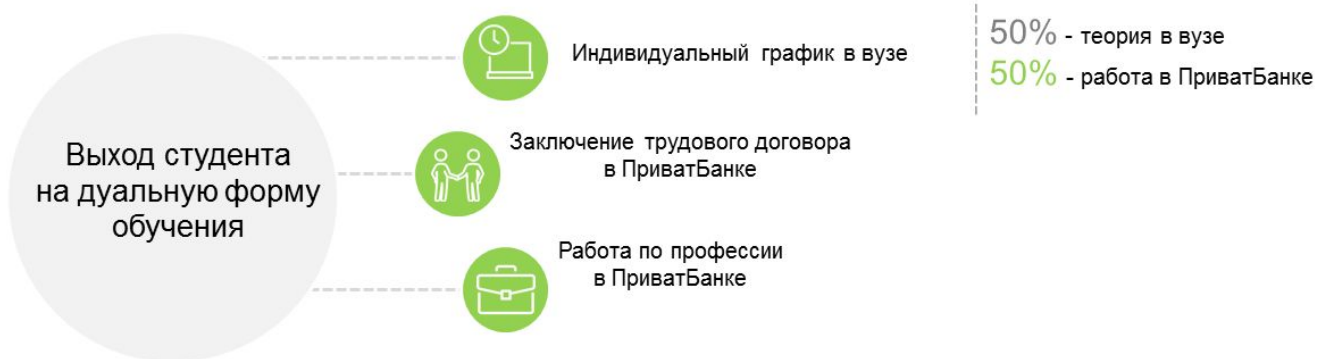 Выход студента
на дуальную форму
обучения
Индивидуальный график в вузе
50% - теория в вузе
50% - работа в ПриватБанке
Заключение трудового договора
в ПриватБанке
Работа по профессии
в ПриватБанке